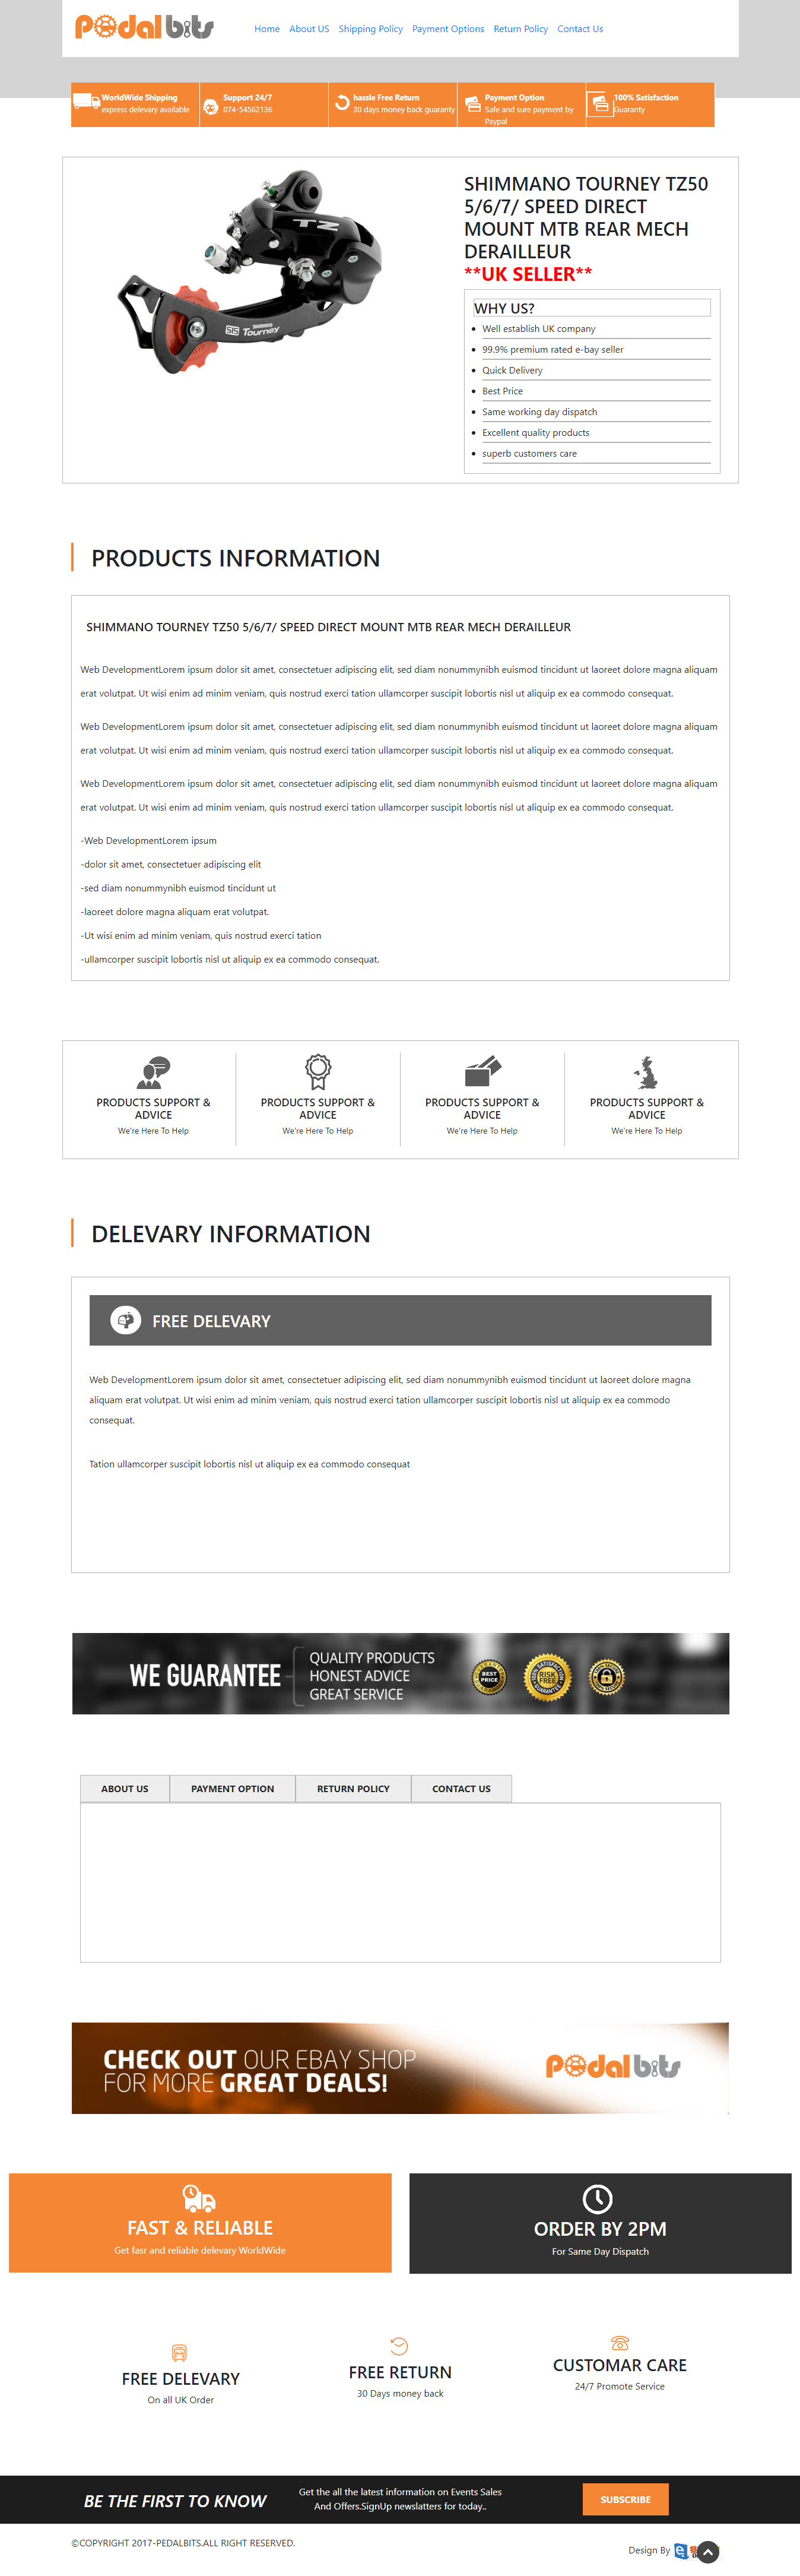 Pedalbits
Home About US Shipping Policy Payment Options Return Policy Contact Us
WorldWide Shipping
express delevary available
Support 24/7
074-54562136
hassle Free Return
30 days money back guaranty
Payment Option
Safe and sure payment by
Paypal
100% Satisfaction
Guaranty
TZ
SIS SHIMANO
Tourney
SHIMMANO TOURNEY TZ50
5/6/7/ SPEED DIRECT
MOUNT MTB REAR MECH
DERAILLEUR
**UK SELLER**
WHY US?
Well establish UK company
99.9% premium rated e-bay seller
Quick Delivery
Best Price
Same working day dispatch
Excellent quality products
superb customers care
PRODUCTS INFORMATION
SHIMMANO TOURNEY TZ50 5/6/7/ SPEED DIRECT MOUNT MTB REAR MECH DERAILLEUR
Web DevelopmentLorem ipsum dolor sit amet, consectetuer adipiscing elit, sed diam nonummynibh euismod tincidunt ut laoreet dolore magna aliquam
erat volutpat. Ut wisi enim ad minim veniam, quis nostrud exerci tation ullamcorper suscipit lobortis nisl ut aliquip ex ea commodo consequat.
Web DevelopmentLorem ipsum dolor sit amet, consectetuer adipiscing elit, sed diam nonummynibh euismod tincidunt ut laoreet dolore magna aliquam
erat volutpat. Ut wisi enim ad minim veniam, quis nostrud exerci tation ullamcorper suscipit lobortis nisl ut aliquip ex ea commodo consequat.
Web DevelopmentLorem ipsum dolor sit amet, consectetuer adipiscing elit, sed diam nonummynibh euismod tincidunt ut laoreet dolore magna aliquam
erat volutpat. Ut wisi enim ad minim veniam, quis nostrud exerci tation ullamcorper suscipit lobortis nisl ut aliquip ex ea commodo consequat.
-Web DevelopmentLorem ipsum
-dolor sit amet, consectetuer adipiscing elit
-sed diam nonummynibh euismod tincidunt ut
-laoreet dolore magna aliquam erat volutpat.
-Ut wisi enim ad minim veniam, quis nostrud exerci tation
-ullamcorper suscipit lobortis nisl ut aliquip ex ea commodo consequat.
PRODUCTS SUPPORT &
ADVICE
We're Here To Help
PRODUCTS SUPPORT &
ADVICE
We're Here To Help
PRODUCTS SUPPORT &
ADVICE
We're Here To Help
PRODUCTS SUPPORT &
ADVICE
We're Here To Help
DELEVARY INFORMATION
FREE DELEVARY
Web DevelopmentLorem ipsum dolor sit amet, consectetuer adipiscing elit, sed diam nonummynibh euismod tincidunt ut laoreet dolore magna
aliquam erat volutpat. Ut wisi enim ad minim veniam, quis nostrud exerci tation ullamcorper suscipit lobortis nisl ut aliquip ex ea commodo
consequat.
Tation ullamcorper suscipit lobortis nisl ut aliquip ex ea commodo consequat
WE GUARANTEE
QUALITY PRODUCTS
HONEST ADVICE
GREAT SERVICE
BEST
PRICE
RISK
FREE
ABOUT US PAYMENT OPTION RETURN POLICY CONTACT US
CHECK OUT OUR EBAY SHOP
FOR MORE GREAT DEALS!
Pedalbits
FAST & RELIABLE
Get fasr and reliable delevary WorldWide
ORDER BY 2PM
For Same Day Dispatch
FREE DELEVARY
On all UK Order
FREE RETURN
30 Days money back
CUSTOMAR CARE
24/7 Promote Service
BE THE FIRST TO KNOW
Get the all the latest information on Events Sales
And Offers.SignUp newslatters for today..
SUBSCRIBE
©COPYRIGHT 2017-PEDALBITS.ALL RIGHT RESERVED.
Design By